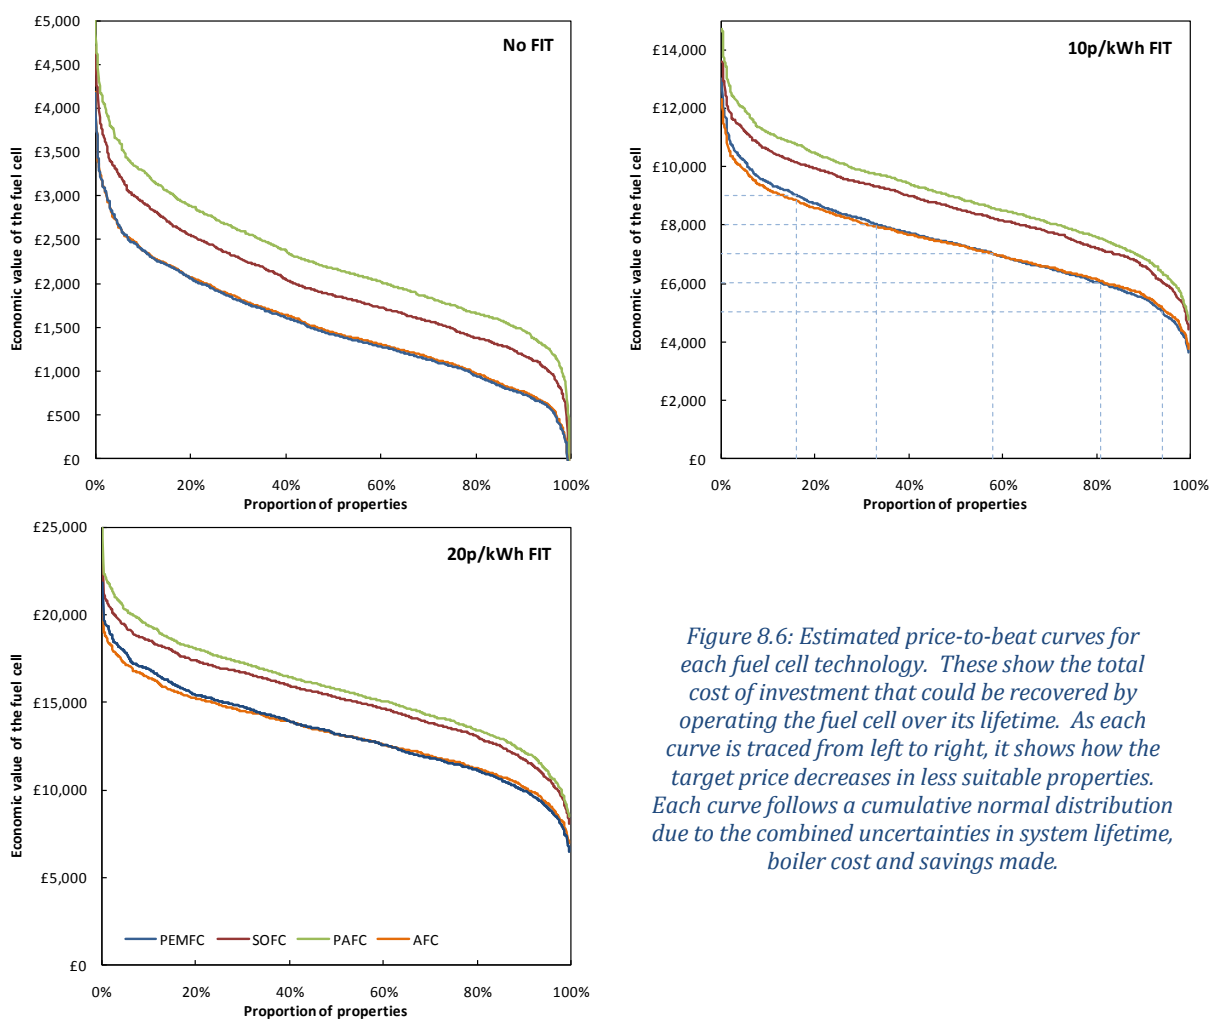 No FIT
£5,000
£4,500
£4,000
£3,500
£3,000
£2,500
£2,000
£1,500
£1,000
£500
£0
Economic value of the fuel cell
0% 20% 40% 60% 80% 100%
Proportion of properties
10p/kWh FIT
£14,000
£12,000
£10,000
£8,000
£6,000
£4,000
£2,000
£0
Economic value of the fuel cell
0% 20% 40% 60% 80% 100%
Proportion of properties
20p/kWh FIT
£25,000
£20,000
£15,000
£10,000
£5,000
£0
Economic value of the fuel cell
PEMFC SOFC PAFC AFC
0% 20% 40% 60% 80% 100%
Proportion of properties
Figure 8.6: Estimated price-to-beat curves for
each fuel cell technology. These show the total
cost of investment that could be recovered by
operating the fuel cell over its lifetime. As each
curve is traced from left to right, it shows how the
target price decreases in less suitable properties.
Each curve follows a cumulative normal distribution
due to the combined uncertainties in system lifetime,
boiler cost and savings made.